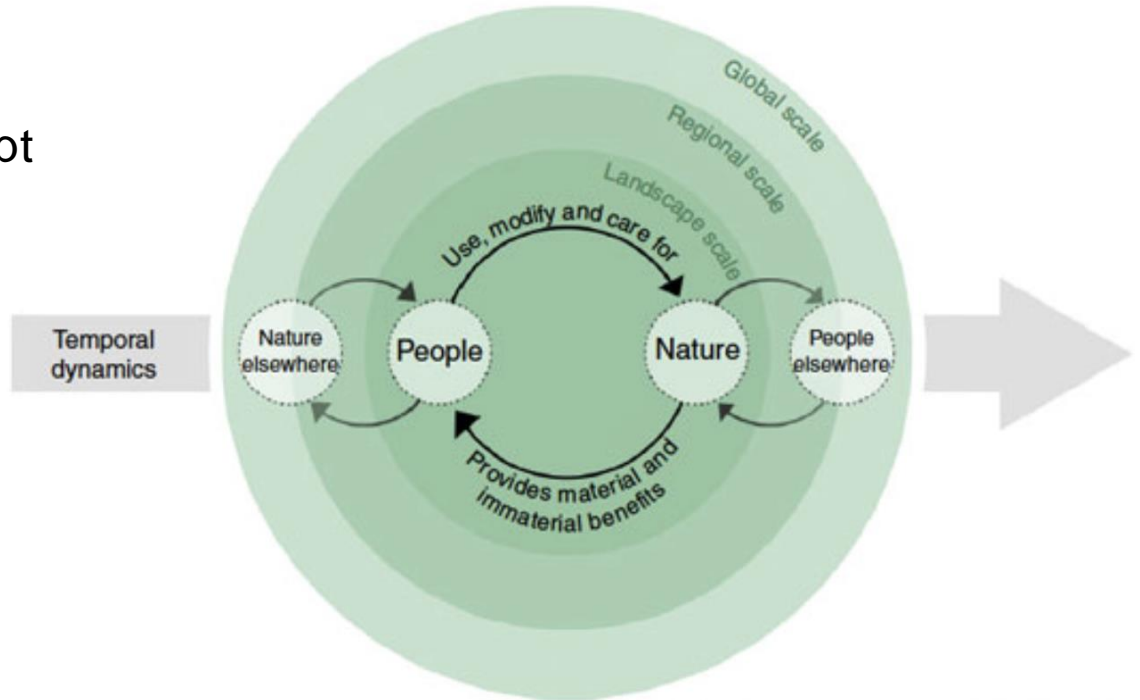 ot
Global scale
Regional scale
Landscape scale
Use, modify and care for
Temporal
dynamics
Nature
elsewhere
People
Nature
People
elsewhere
Provides material and
immaterial benefits